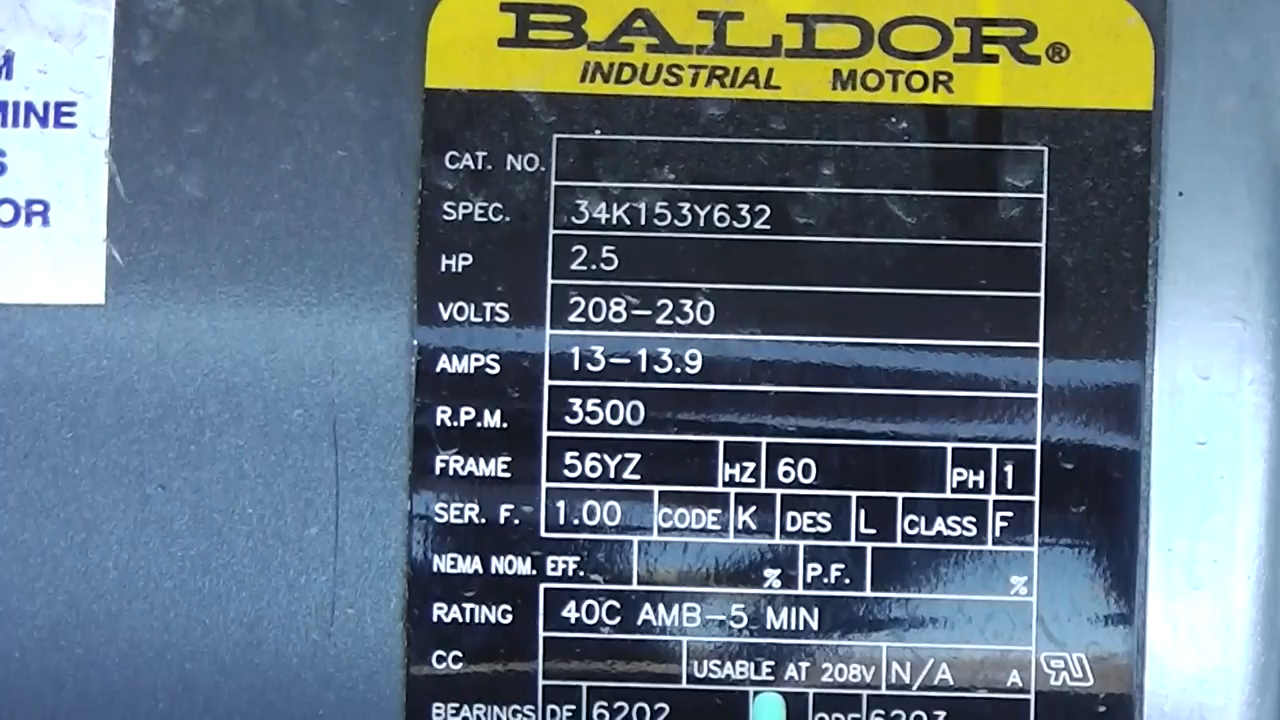 M
MINE
S
OR
BALDOR®
INDUSTRIAL MOTOR
CAT. NO.
SPEC. 34K153Y632
HP 2.5
VOLTS 208-230
AMPS 13-13.9
R.P.M. 3500
FRAME 56YZ HZ 60 PH 1
SER. F. 1.00 CODE K DES L CLASS F
NEMA NOM. EFF. % P.F. %
RATING 40C AMB-5 MIN
CC USABLE AT 208V N/A A
BEARINGS DE 6202 ODE 6203